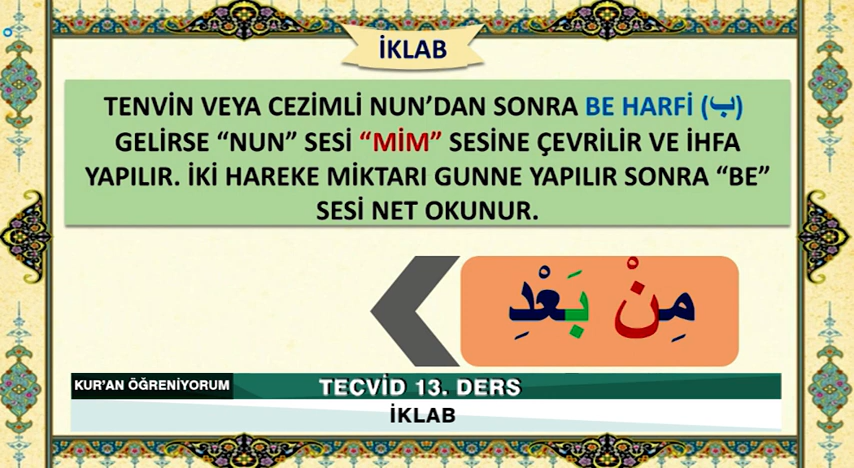 İKLAB
TENVİN VEYA CEZİMLİ NUN’DAN SONRA BE HARFİ (ب)
GELİRSE “NUN” SESİ “MİM” SESİNE ÇEVRİLİR VE İHFA
YAPILIR. İKİ HAREKE MİKTARI GUNNE YAPILIR SONRA “BE”
SESİ NET OKUNUR.
مِنْ بَعْدِ
KUR’AN ÖĞRENİYORUM
TECVİD 13. DERS
İKLAB